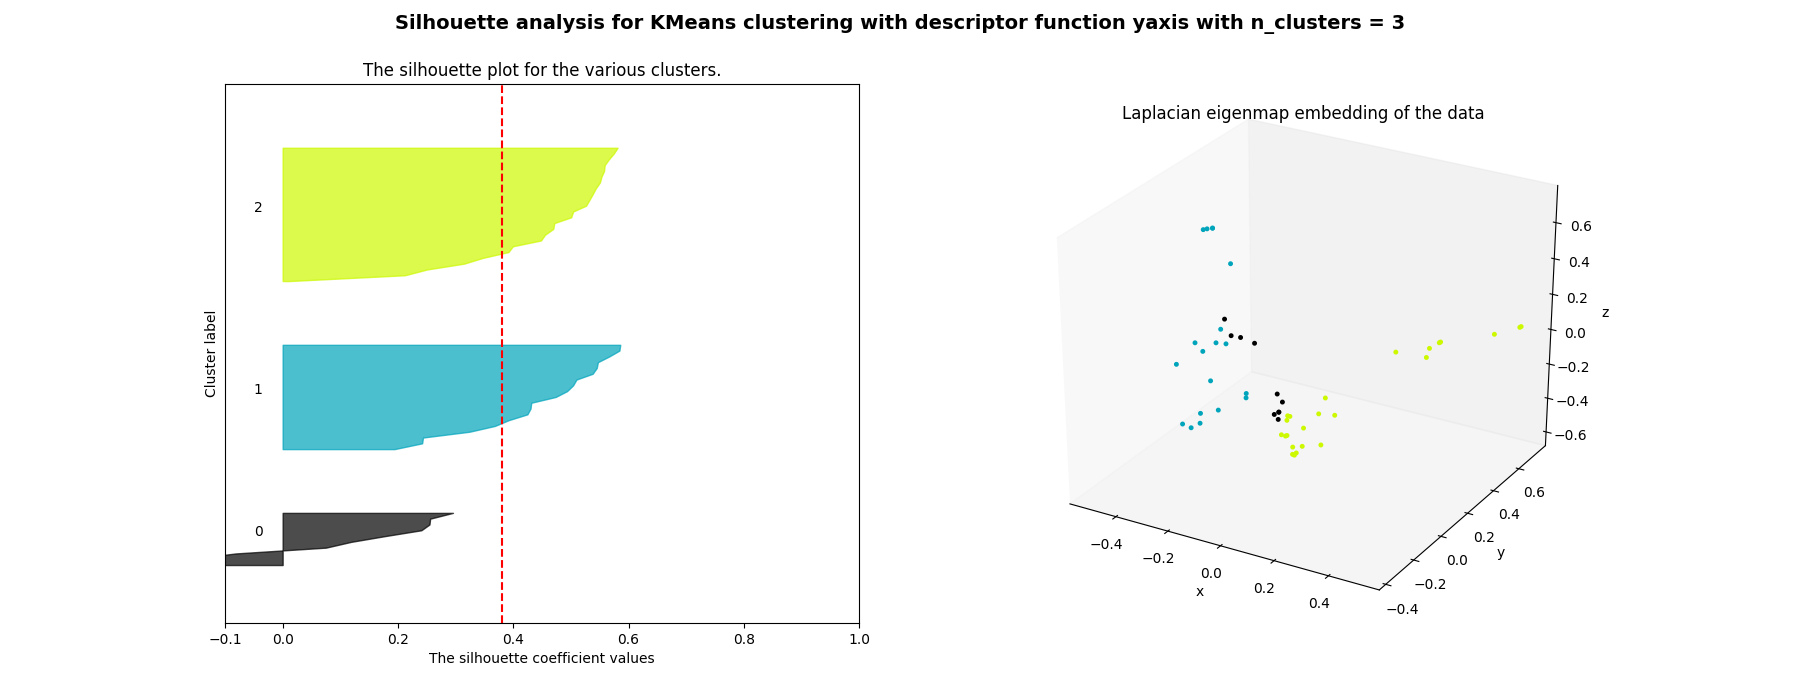 Silhouette analysis for KMeans clustering with descriptor function yaxis with n_clusters = 3
The silhouette plot for the various clusters.
2
1
0
Cluster label
−0.1 0.0 0.2 0.4 0.6 0.8 1.0
The silhouette coefficient values
Laplacian eigenmap embedding of the data
0.6
0.4
0.2
0.0
−0.2
−0.4
−0.6
z
−0.4 −0.2 0.0 0.2 0.4
x
−0.4 −0.2 0.0 0.2 0.4 0.6
y